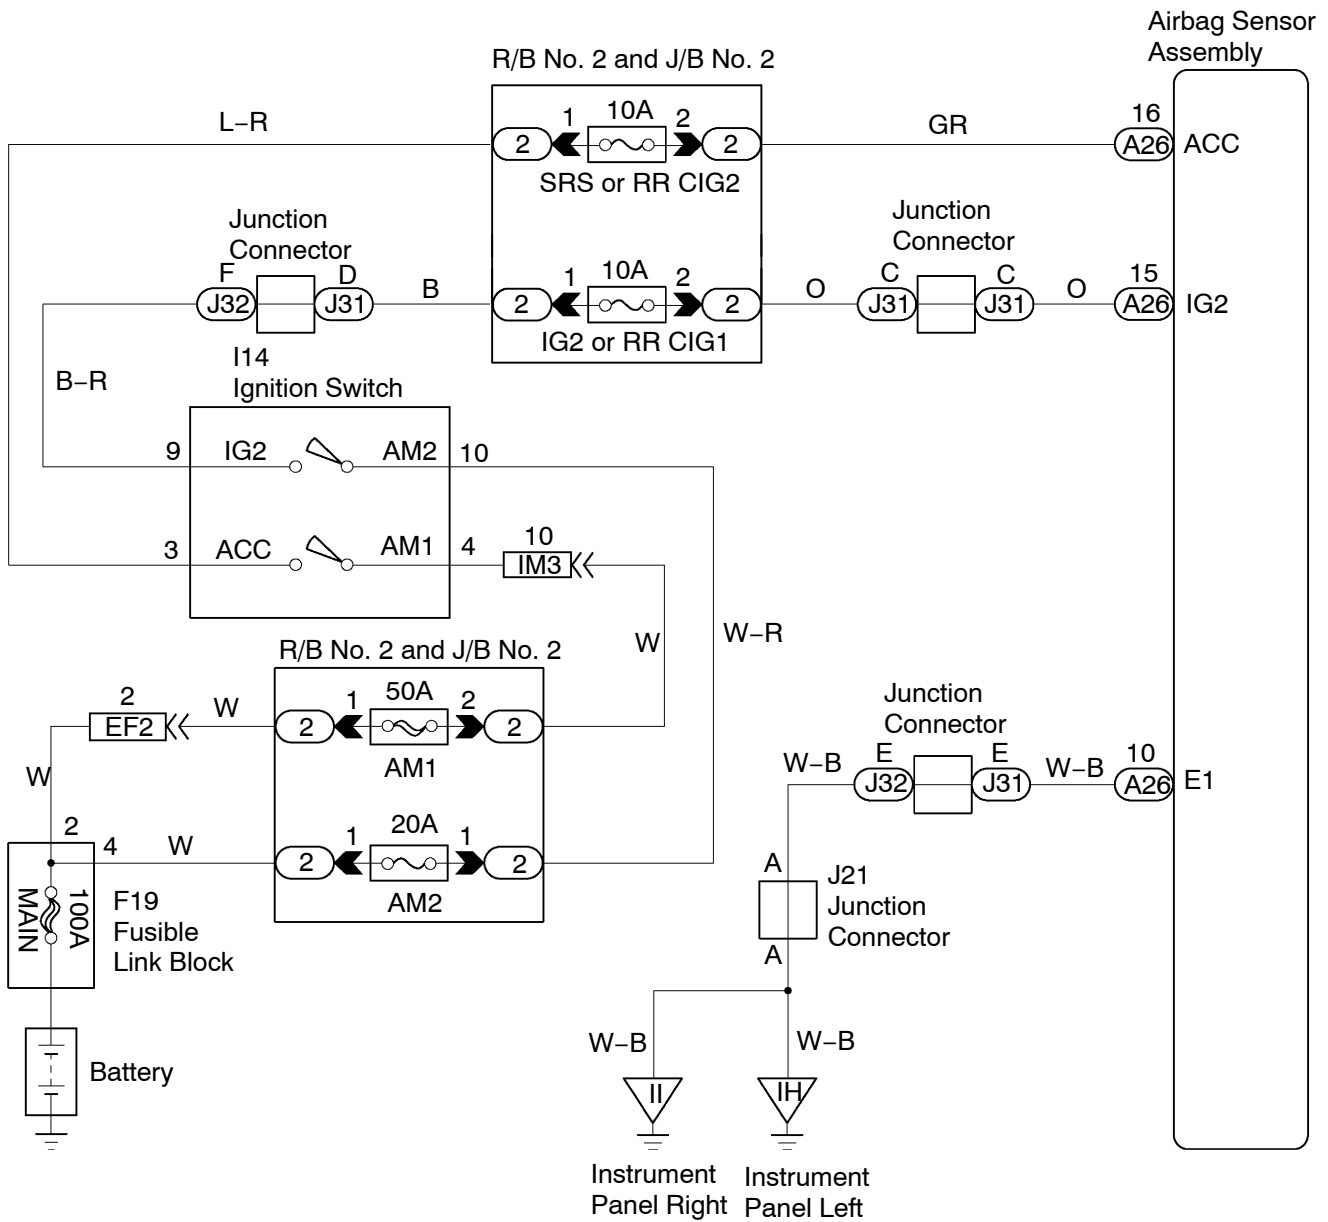 Airbag Sensor
Assembly
R/B No. 2 and J/B No. 2
L−R
1 10A 2
2 2
SRS or RR CIG2
GR
16
A26 ACC
Junction
Connector
F D
J32 J31
B
1 10A 2
2 2
IG2 or RR CIG1
O
Junction
Connector
C C
J31 J31
O
15
A26 IG2
B−R
I14
Ignition Switch
9 IG2 AM2 10
3 ACC AM1 4
10
IM3
W
W−R
R/B No. 2 and J/B No. 2
2
EF2
W
1 50A 2
2 2
AM1
W
2
4 W
1 20A 1
2 2
AM2
MAIN
100A
F19
Fusible
Link Block
Battery
Junction
Connector
W−B
E E
J32 J31
W−B
10
A26 E1
A
J21
Junction
Connector
A
W−B W−B
II IH
Instrument
Panel Right
Instrument
Panel Left